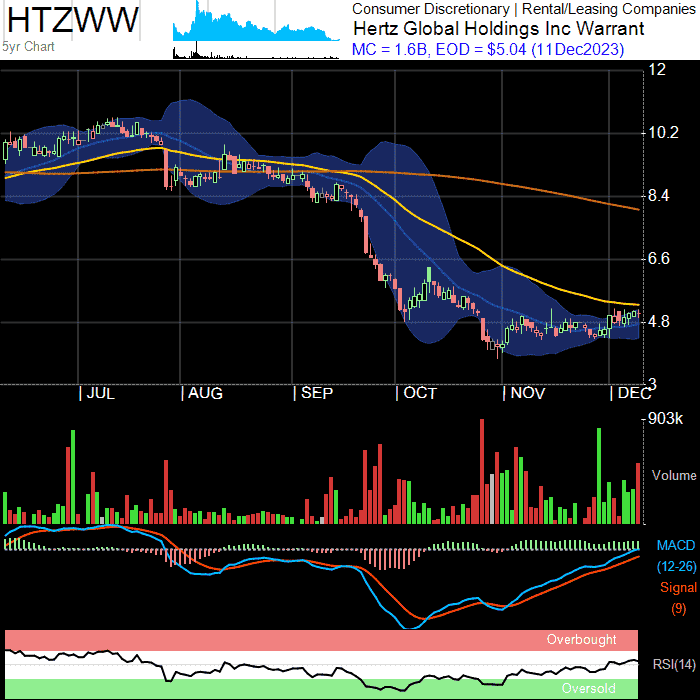 HTZWW
5yr Chart
Consumer Discretionary | Rental/Leasing Companies
Hertz Global Holdings Inc Warrant
MC = 1.6B, EOD = $5.04 (11Dec2023)
12
10.2
8.4
6.6
4.8
3
| JUL | AUG | SEP | OCT | NOV | DEC
903k
Volume
MACD
(12-26)
Signal
(9)
Overbought
RSI(14)
Oversold